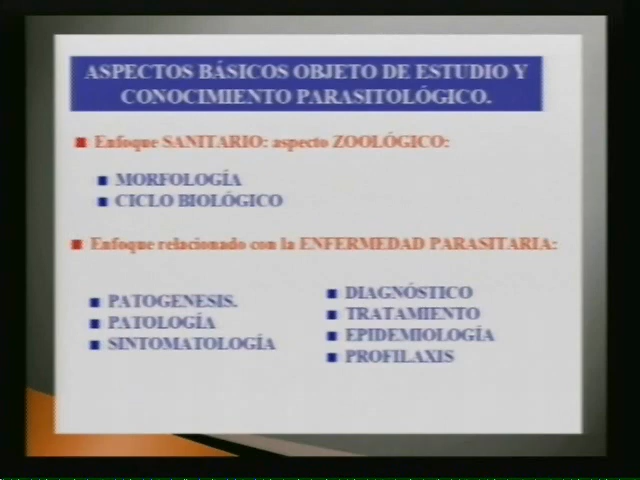 ASPECTOS BÁSICOS OBJETO DE ESTUDIO Y
CONOCIMIENTO PARASITOLÓGICO.
Enfoque SANITARIO: aspecto ZOOLÓGICO:
MORFOLOGÍA
CICLO BIOLÓGICO
Enfoque relacionado con la ENFERMEDAD PARASITARIA:
PATOGENESIS.
PATOLOGÍA
SINTOMATOLOGÍA
DIAGNÓSTICO
TRATAMIENTO
EPIDEMIOLOGÍA
PROFILAXIS